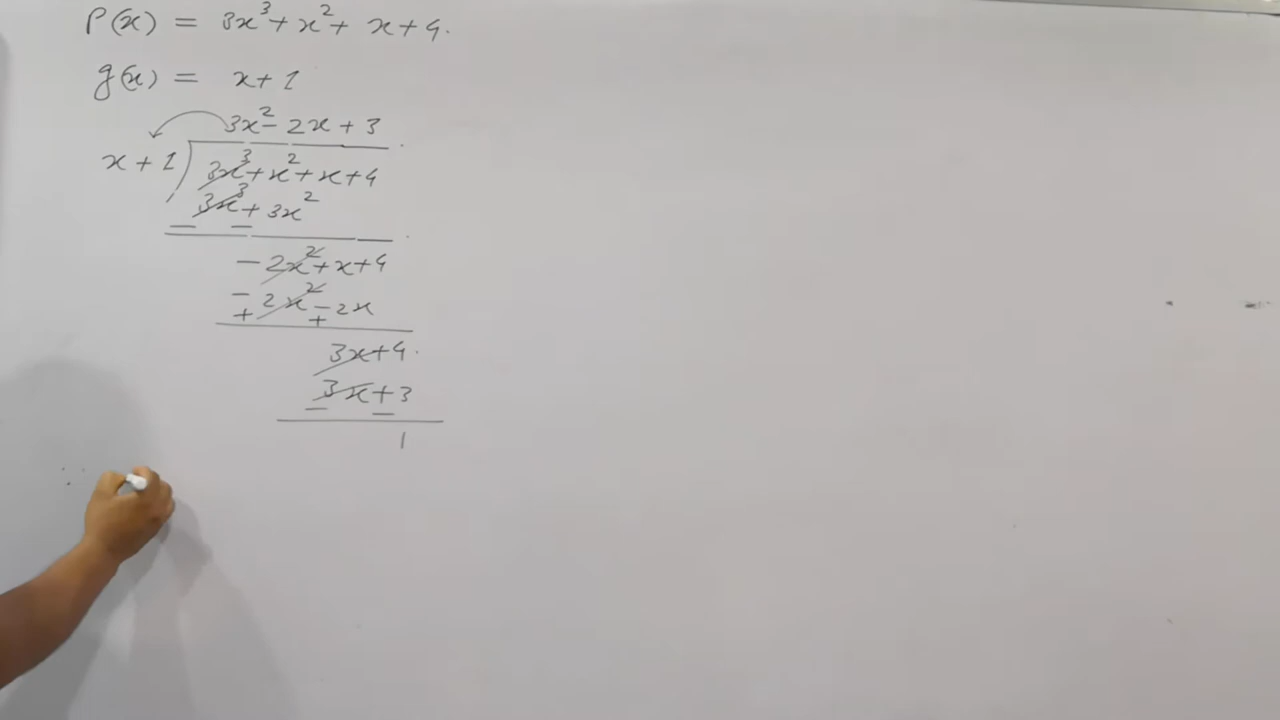 P(x) = 3x³ + x² + x + 4.
g(x) = x + 1
3x² - 2x + 3
x + 1 ) 3x³ + x² + x + 4
3x³ + 3x²
— —
- 2x² + x + 4
- 2x² - 2x
+ +
3x + 4
3x + 3
— —
1